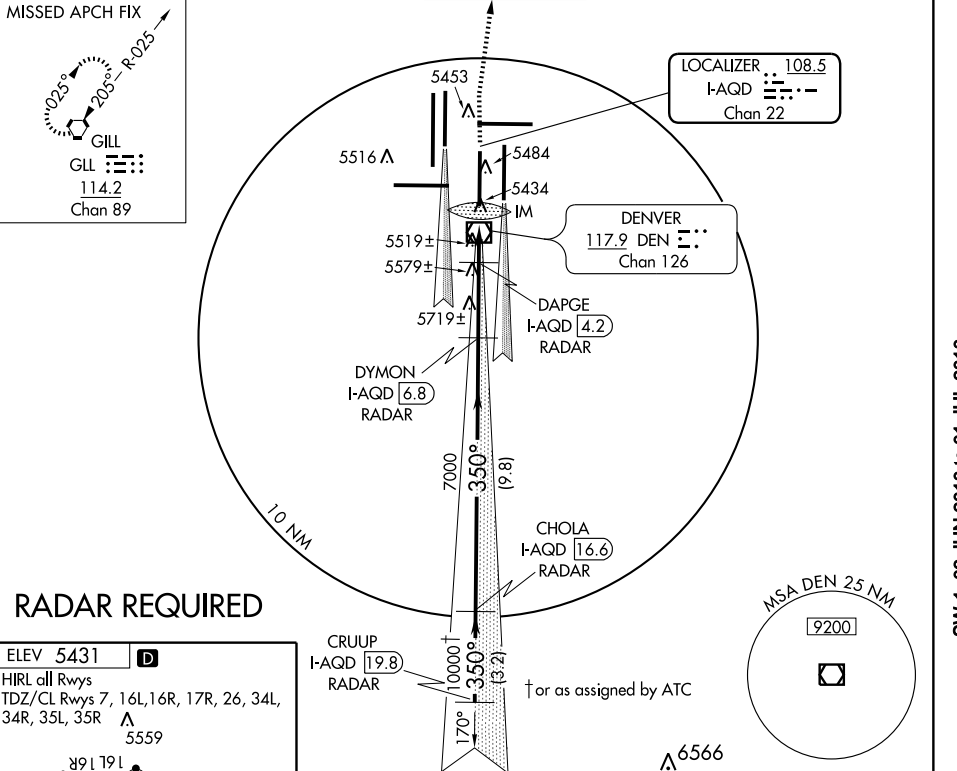 MISSED APCH FIX
R-025
025°
205°
GILL
GLL
114.2
Chan 89
5453
5516
5484
5434
IM
LOCALIZER 108.5
I-AQD
Chan 22
DENVER
117.9 DEN
Chan 126
5519±
5579±
5719±
DAPGE
I-AQD 4.2
RADAR
DYMON
I-AQD 6.8
RADAR
7000
350°
(9.8)
10 NM
CHOLA
I-AQD 16.6
RADAR
RADAR REQUIRED
CRUUP
I-AQD 19.8
RADAR
10000†
350°
(3.2)
170°
† or as assigned by ATC
MSA DEN 25 NM
9200
6566
ELEV 5431 D
HIRL all Rwys
TDZ/CL Rwys 7, 16L,16R, 17R, 26, 34L,
34R, 35L, 35R
5559
16R 16L